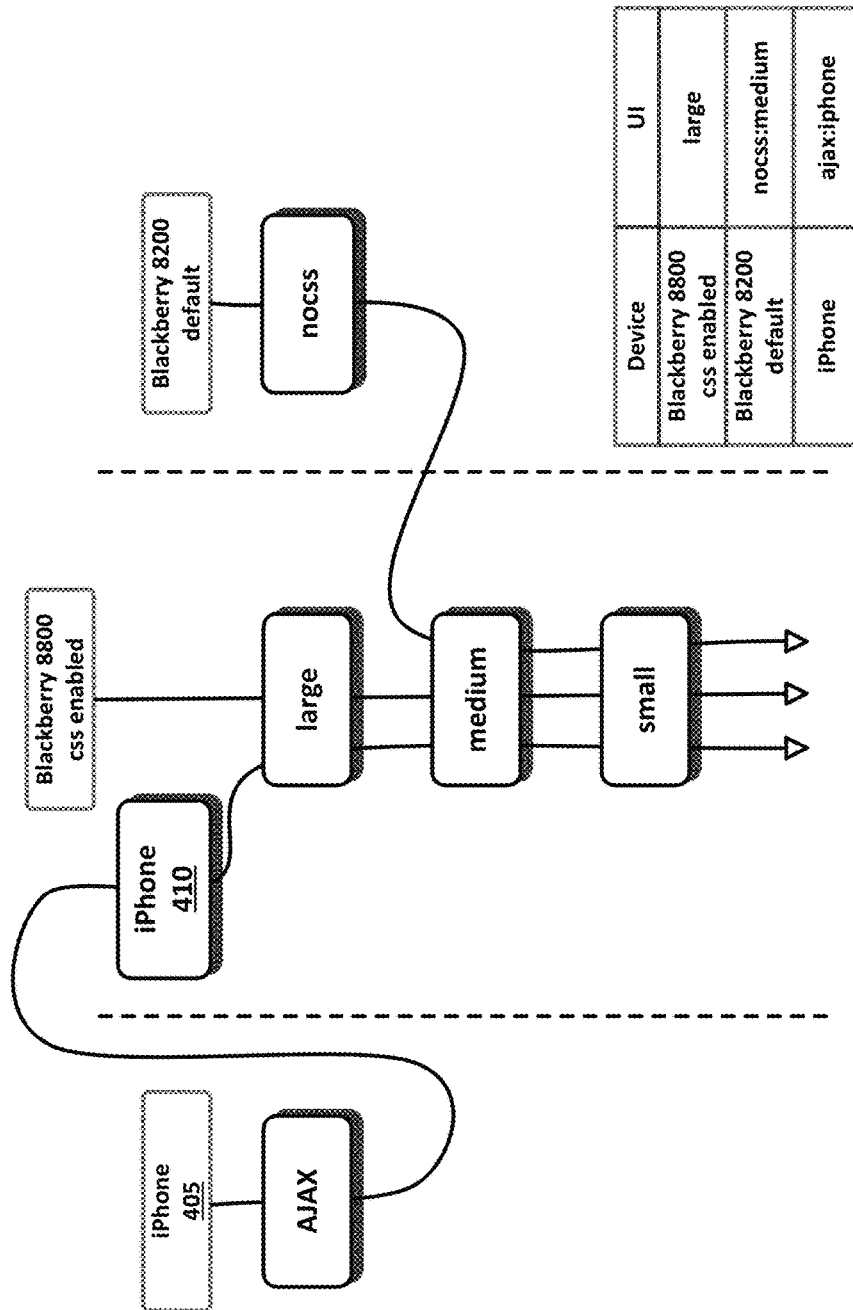 iPhone
405
AJAX
iPhone
410
Blackberry 8800
css enabled
large
medium
small
Blackberry 8200
default
nocss
Device
UI
Blackberry 8800
css enabled
large
Blackberry 8200
default
nocss:medium
iPhone
ajax:iphone